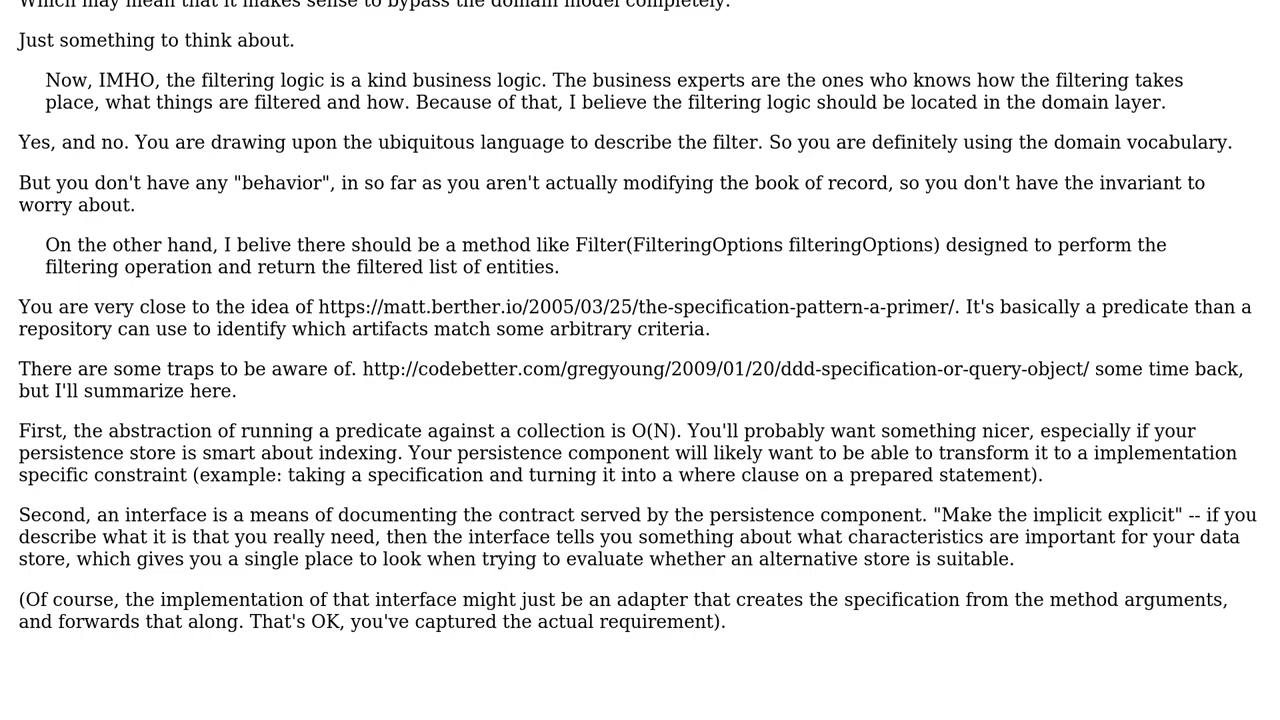 Which may mean that it makes sense to bypass the domain model completely.
Just something to think about.
Now, IMHO, the filtering logic is a kind business logic. The business experts are the ones who knows how the filtering takes
place, what things are filtered and how. Because of that, I believe the filtering logic should be located in the domain layer.
Yes, and no. You are drawing upon the ubiquitous language to describe the filter. So you are definitely using the domain vocabulary.
But you don't have any "behavior", in so far as you aren't actually modifying the book of record, so you don't have the invariant to
worry about.
On the other hand, I belive there should be a method like Filter(FilteringOptions filteringOptions) designed to perform the
filtering operation and return the filtered list of entities.
You are very close to the idea of https://matt.berther.io/2005/03/25/the-specification-pattern-a-primer/. It's basically a predicate than a
repository can use to identify which artifacts match some arbitrary criteria.
There are some traps to be aware of. http://codebetter.com/gregyoung/2009/01/20/ddd-specification-or-query-object/ some time back,
but I'll summarize here.
First, the abstraction of running a predicate against a collection is O(N). You'll probably want something nicer, especially if your
persistence store is smart about indexing. Your persistence component will likely want to be able to transform it to a implementation
specific constraint (example: taking a specification and turning it into a where clause on a prepared statement).
Second, an interface is a means of documenting the contract served by the persistence component. "Make the implicit explicit" -- if you
describe what it is that you really need, then the interface tells you something about what characteristics are important for your data
store, which gives you a single place to look when trying to evaluate whether an alternative store is suitable.
(Of course, the implementation of that interface might just be an adapter that creates the specification from the method arguments,
and forwards that along. That's OK, you've captured the actual requirement).